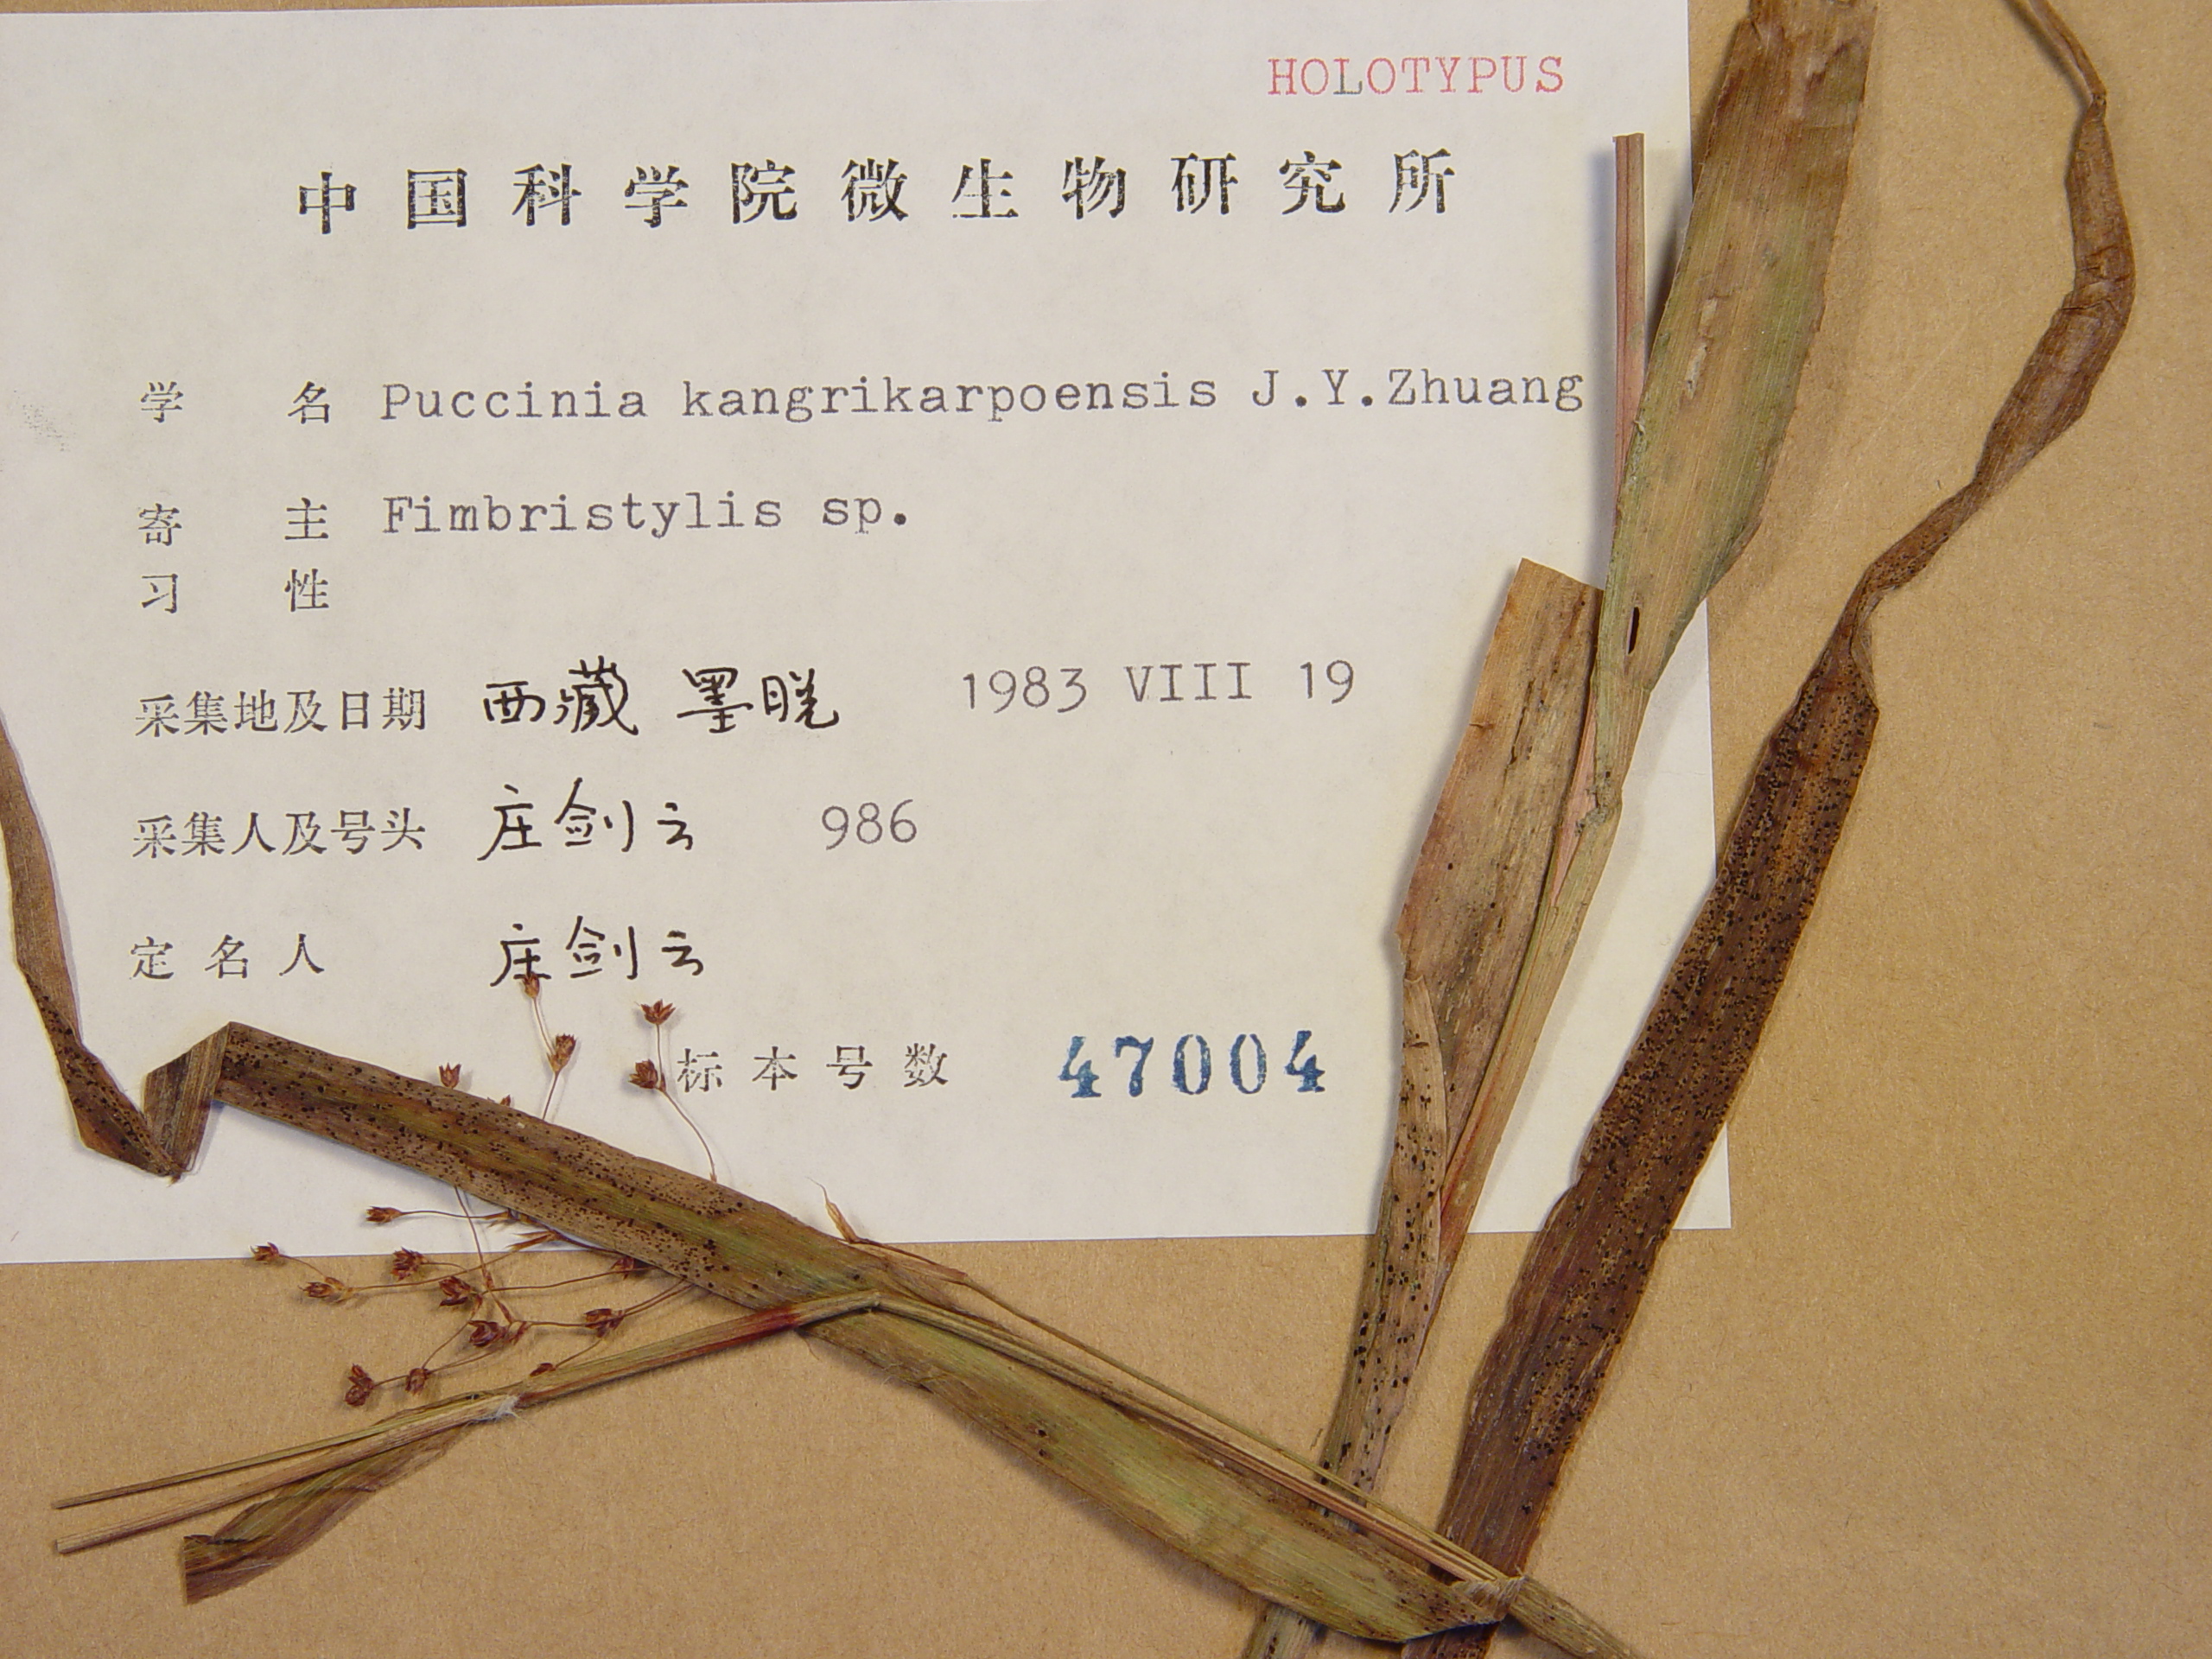 HOLOTYPUS
中国科学院微生物研究所
学 名 Puccinia kangrikarpoensis J.Y.Zhuang
寄 主 Fimbristylis sp.
习 性
采集地及日期 西藏 墨脱 1983 VIII 19
采集人及号头 庄剑云 986
定名人 庄剑云
标本号数 47004